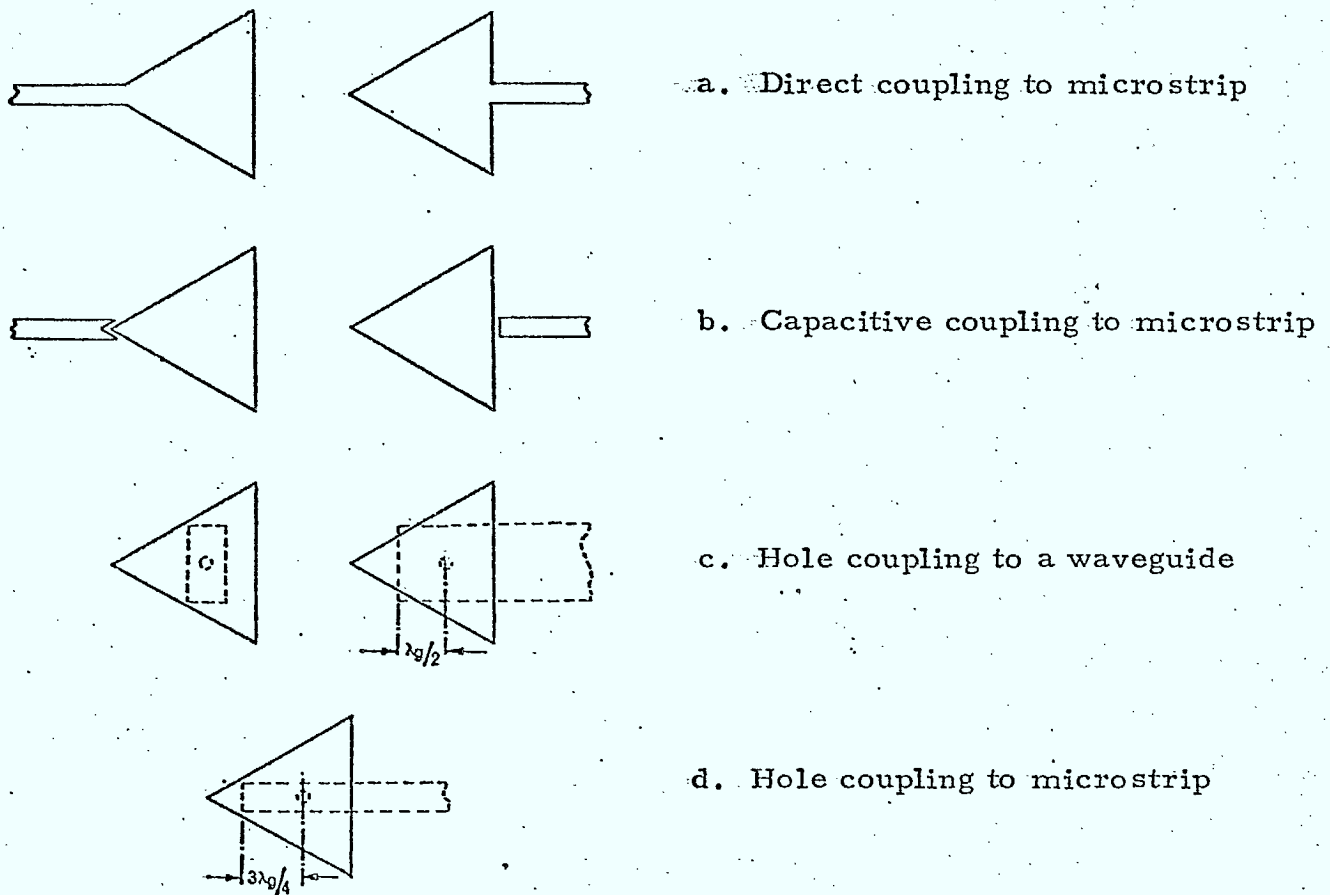 a. Direct coupling to microstrip
b. Capacitive coupling to microstrip
c. Hole coupling to a waveguide
λg/2
d. Hole coupling to microstrip
3λg/4